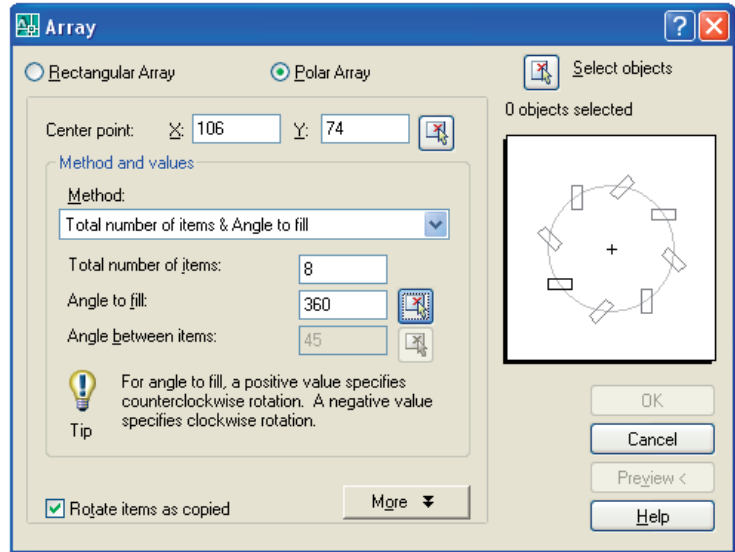 Array
Rectangular Array Polar Array Select objects
0 objects selected
Center point: X: 106 Y: 74
Method and values
Method:
Total number of items & Angle to fill
Total number of items: 8
Angle to fill: 360
Angle between items: 45
For angle to fill, a positive value specifies
counterclockwise rotation. A negative value
specifies clockwise rotation.
Tip
OK
Cancel
Preview <
Rotate items as copied More
Help